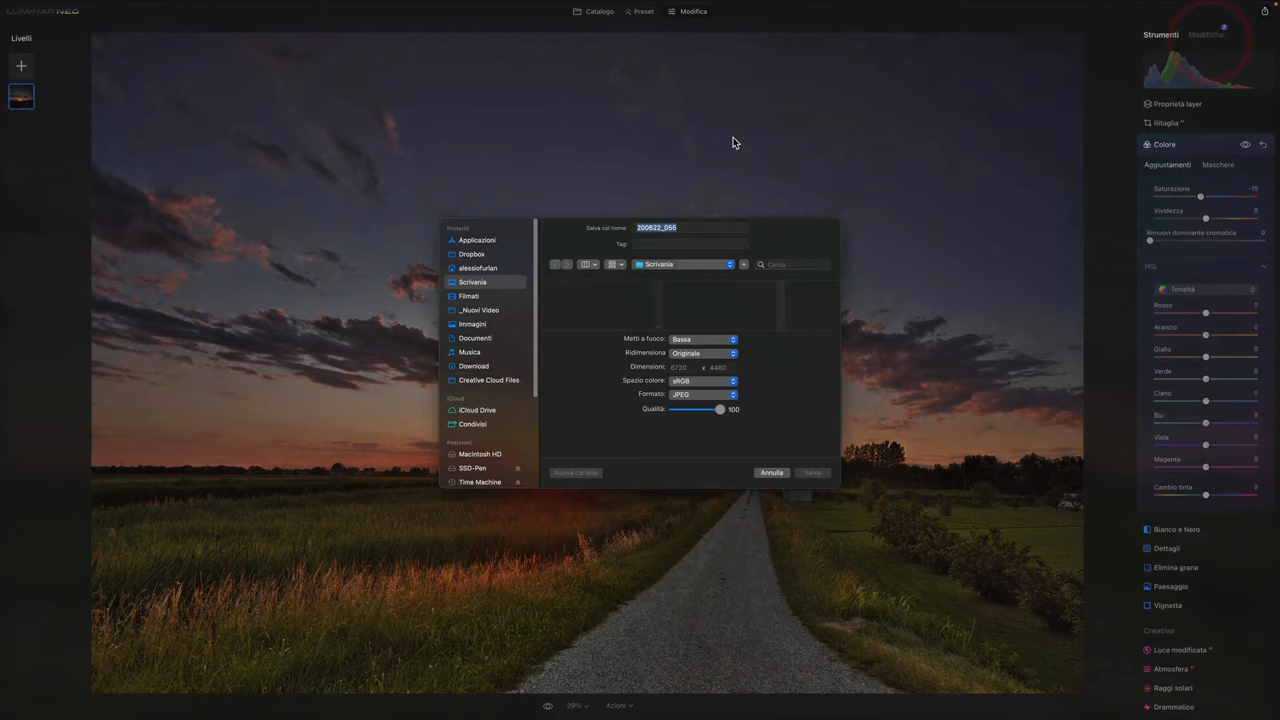 LUMINAR NEO
Catalogo
Preset
Modifica
Livelli
Strumenti
Modifiche
Proprietà layer
Ritaglia
Colore
Aggiustamenti
Maschere
Saturazione
-10
Vividezza
0
Rimuovi dominante cromatica
0
HSL
Tonalità
Rosso
0
Arancio
0
Giallo
0
Verde
0
Ciano
0
Blu
0
Viola
0
Magenta
0
Cambio tinta
0
Bianco e Nero
Dettagli
Elimina grana
Paesaggio
Vignetta
Creativo
Luce modificata
Atmosfera
Raggi solari
Drammatico
Preferiti
Applicazioni
Dropbox
alessiofurlan
Scrivania
Filmati
_Nuovi Video
Immagini
Documenti
Musica
Download
Creative Cloud Files
iCloud
iCloud Drive
Condivisi
Posizioni
Macintosh HD
SSD-Pen
Time Machine
Salva col nome: 200622_055
Tag:
Scrivania
Cerca
Metti a fuoco: Bassa
Ridimensiona Originale
Dimensioni: 6720 x 4480
Spazio colore: sRGB
Formato: JPEG
Qualità: 100
Nuova cartella
Annulla
Salva
29%
Azioni